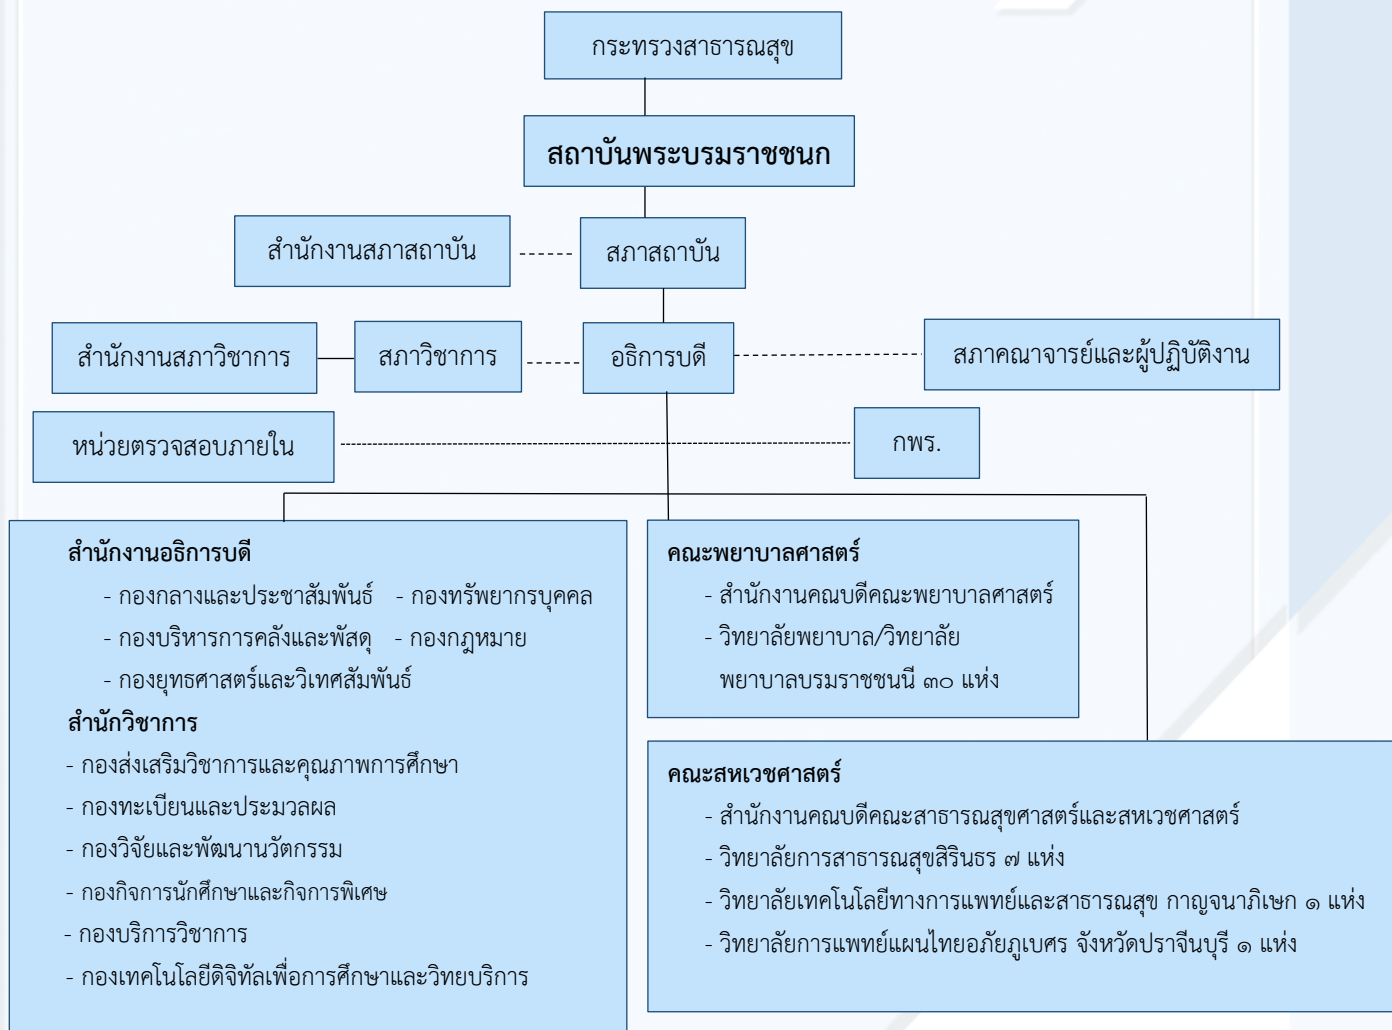 กระทรวงสาธารณสุข
สถาบันพระบรมราชชนก
สำนักงานสภาสถาบัน
สภาสถาบัน
สำนักงานสภาวิชาการ
สภาวิชาการ
อธิการบดี
สภาคณาจารย์และผู้ปฏิบัติงาน
หน่วยตรวจสอบภายใน
กพร.
สำนักงานอธิการบดี
- กองกลางและประชาสัมพันธ์ - กองทรัพยากรบุคคล
- กองบริหารการคลังและพัสดุ - กองกฎหมาย
- กองยุทธศาสตร์และวิเทศสัมพันธ์
สำนักวิชาการ
- กองส่งเสริมวิชาการและคุณภาพการศึกษา
- กองทะเบียนและประมวลผล
- กองวิจัยและพัฒนานวัตกรรม
- กองกิจการนักศึกษาและกิจการพิเศษ
- กองบริการวิชาการ
- กองเทคโนโลยีดิจิทัลเพื่อการศึกษาและวิทยบริการ
คณะพยาบาลศาสตร์
- สำนักงานคณบดีคณะพยาบาลศาสตร์
- วิทยาลัยพยาบาล/วิทยาลัย
พยาบาลบรมราชชนนี ๓๐ แห่ง
คณะสหเวชศาสตร์
- สำนักงานคณบดีคณะสาธารณสุขศาสตร์และสหเวชศาสตร์
- วิทยาลัยการสาธารณสุขสิรินธร ๗ แห่ง
- วิทยาลัยเทคโนโลยีทางการแพทย์และสาธารณสุข กาญจนาภิเษก ๑ แห่ง
- วิทยาลัยการแพทย์แผนไทยอภัยภูเบศร จังหวัดปราจีนบุรี ๑ แห่ง